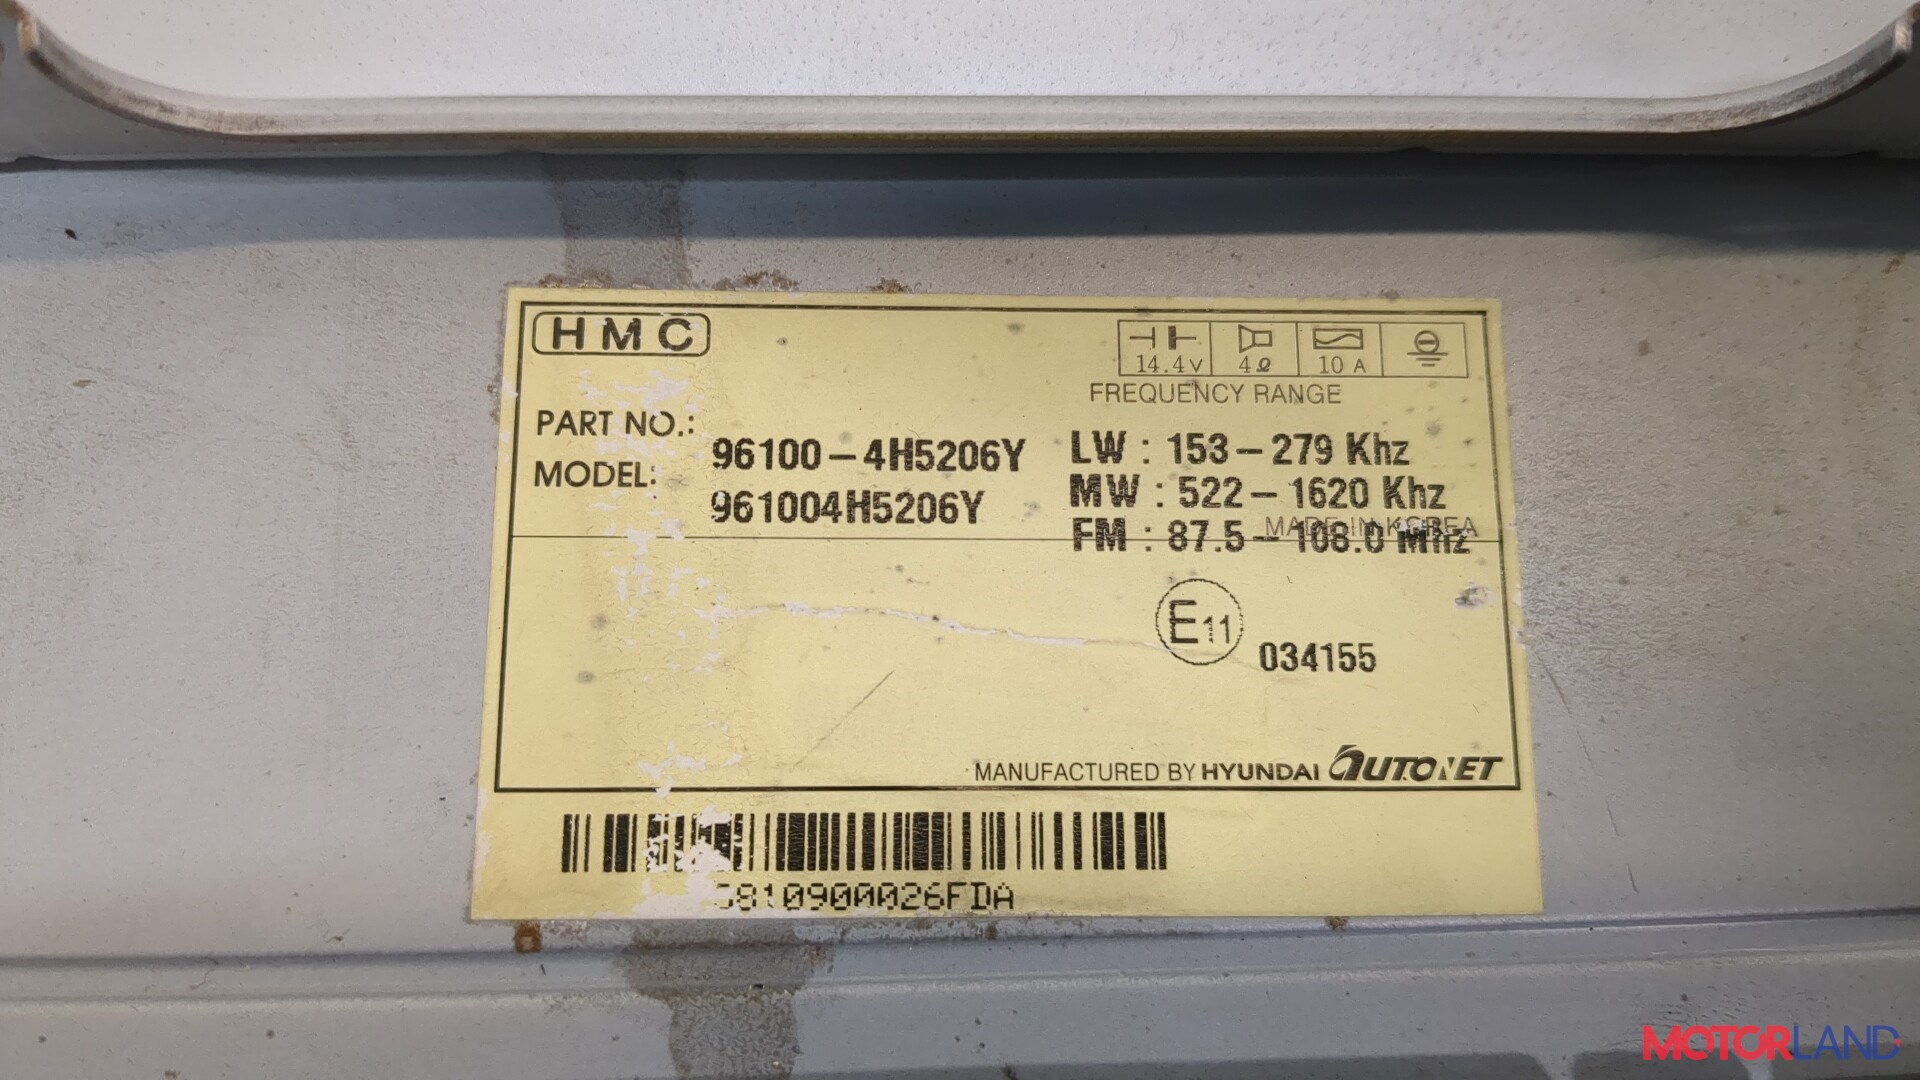 HMC
14.4V 4Ω 10 A
FREQUENCY RANGE
PART NO.: 96100-4H5206Y
MODEL: 961004H5206Y
LW : 153-279 Khz
MW : 522-1620 Khz
MADE IN KOREA
FM : 87.5-108.0 Mhz
E11
034155
MANUFACTURED BY HYUNDAI AUTONET
810900026FDA
MOTORLAND